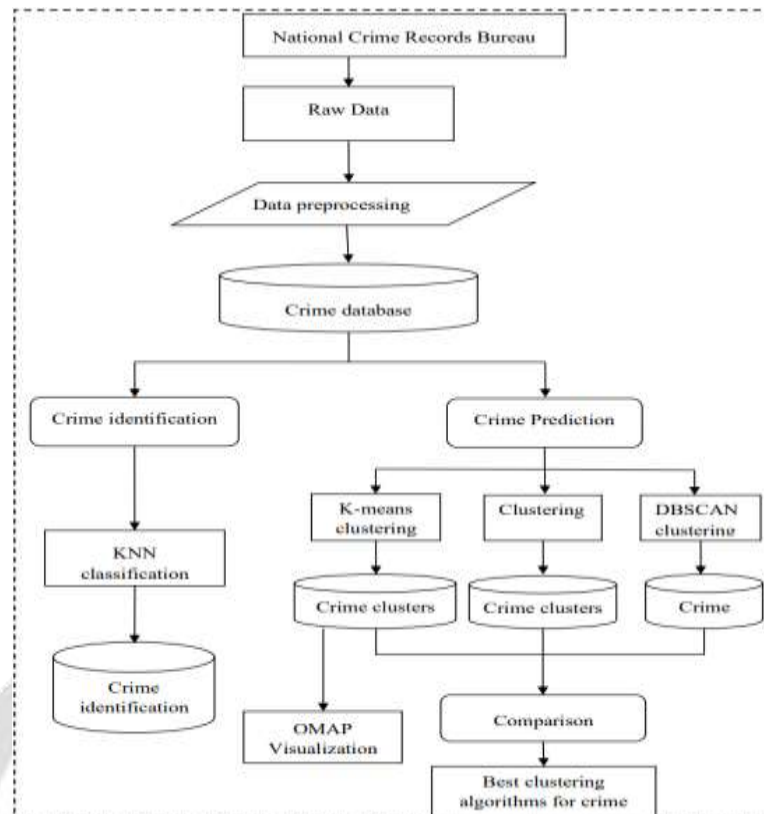 National Crime Records Bureau
Raw Data
Data preprocessing
Crime database
Crime identification
Crime Prediction
K-means
clustering
Clustering
DBSCAN
clustering
KNN
classification
Crime clusters
Crime clusters
Crime
Crime
identification
OMAP
Visualization
Comparison
Best clustering
algorithms for crime